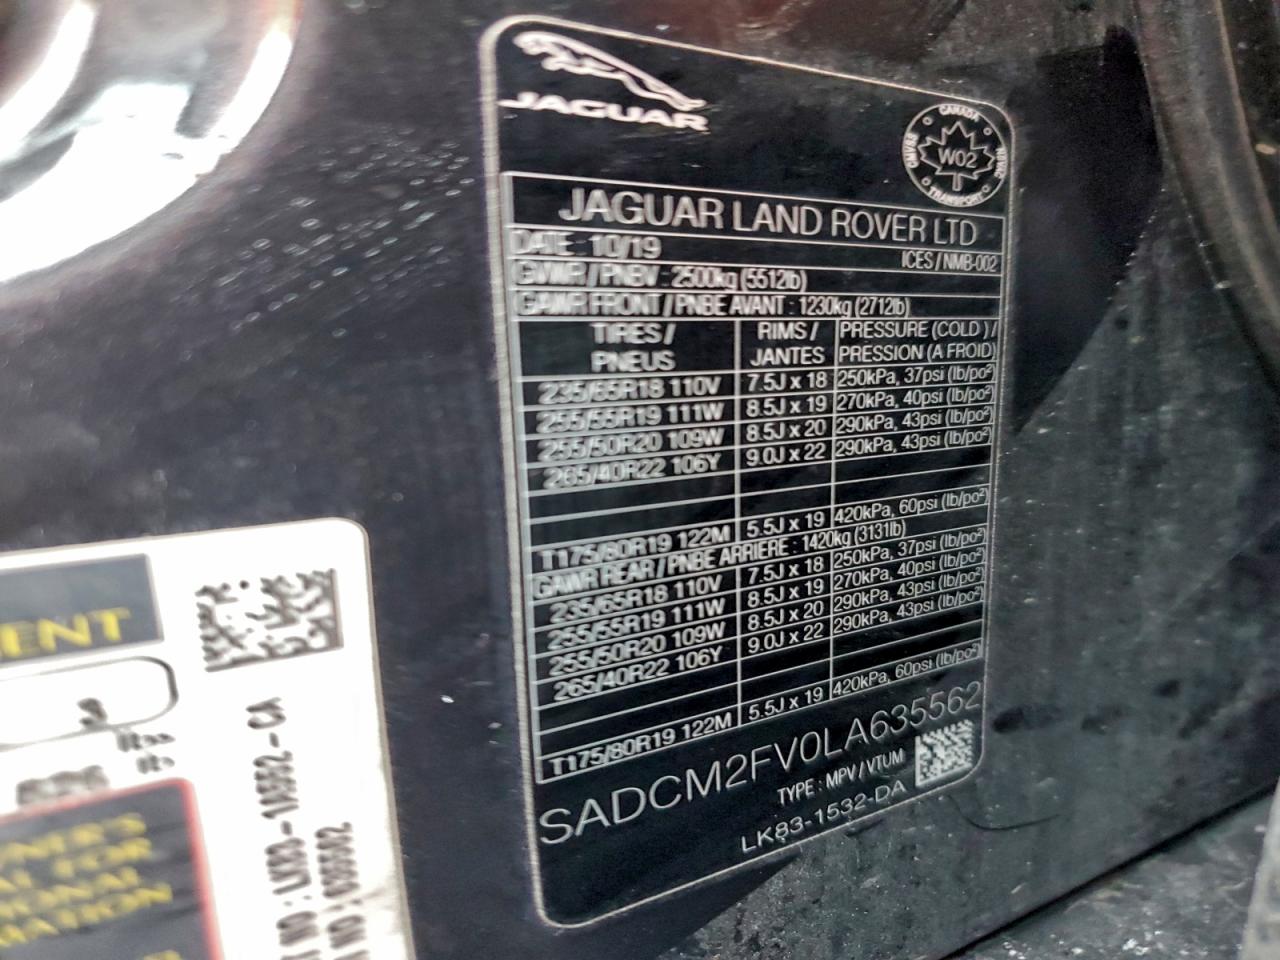 JAGUAR
CANADA
W02
TRANSPORT
JAGUAR LAND ROVER LTD
DATE : 10/19
ICES / NMB-002
GVWR / PNBV : 2500kg (5512lb)
GAWR FRONT / PNBE AVANT : 1230kg (2712lb)
TIRES / PNEUS RIMS / JANTES PRESSURE (COLD) / PRESSION (A FROID)
235/65R18 110V 7.5J x 18 250kPa, 37psi (lb/po²)
255/55R19 111W 8.5J x 19 270kPa, 40psi (lb/po²)
255/50R20 109W 8.5J x 20 290kPa, 43psi (lb/po²)
265/40R22 106Y 9.0J x 22 290kPa, 43psi (lb/po²)
T175/80R19 122M 5.5J x 19 420kPa, 60psi (lb/po²)
GAWR REAR / PNBE ARRIERE : 1420kg (3131lb)
235/65R18 110V 7.5J x 18 250kPa, 37psi (lb/po²)
255/55R19 111W 8.5J x 19 270kPa, 40psi (lb/po²)
255/50R20 109W 8.5J x 20 290kPa, 43psi (lb/po²)
265/40R22 106Y 9.0J x 22 290kPa, 43psi (lb/po²)
T175/80R19 122M 5.5J x 19 420kPa, 60psi (lb/po²)
SADCM2FV0LA635562
TYPE : MPV / VTUM
LK83-1532-DA
ENT
NO : 635562